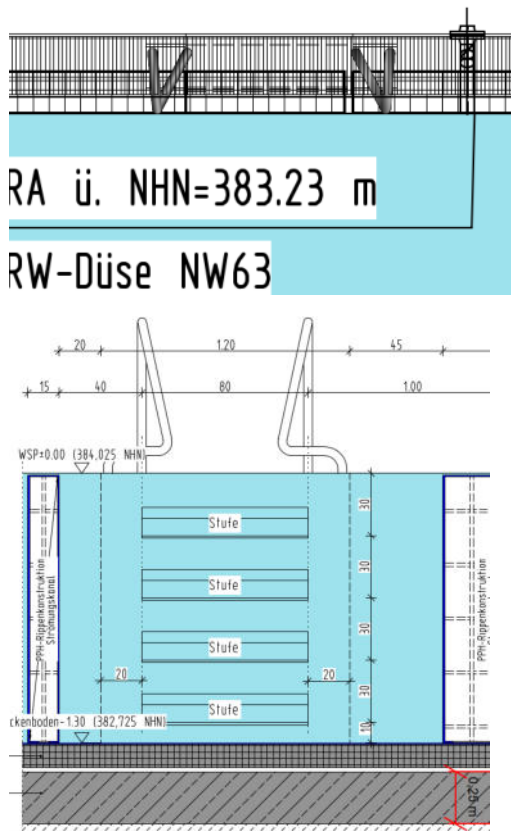 RA ü. NHN=383.23 m
RW-Düse NW63
20 1.20 45
15 40 80 1.00
WSP±0.00 (384,025 NHN)
30
Stufe
30
Stufe
PPH-Rippenkonstruktion
Strömungskanal
PPH-Rippenkonstruktion
30
Stufe
20 20
30
Stufe
ckenboden-1.30 (382,725 NHN)
10
0,25 m